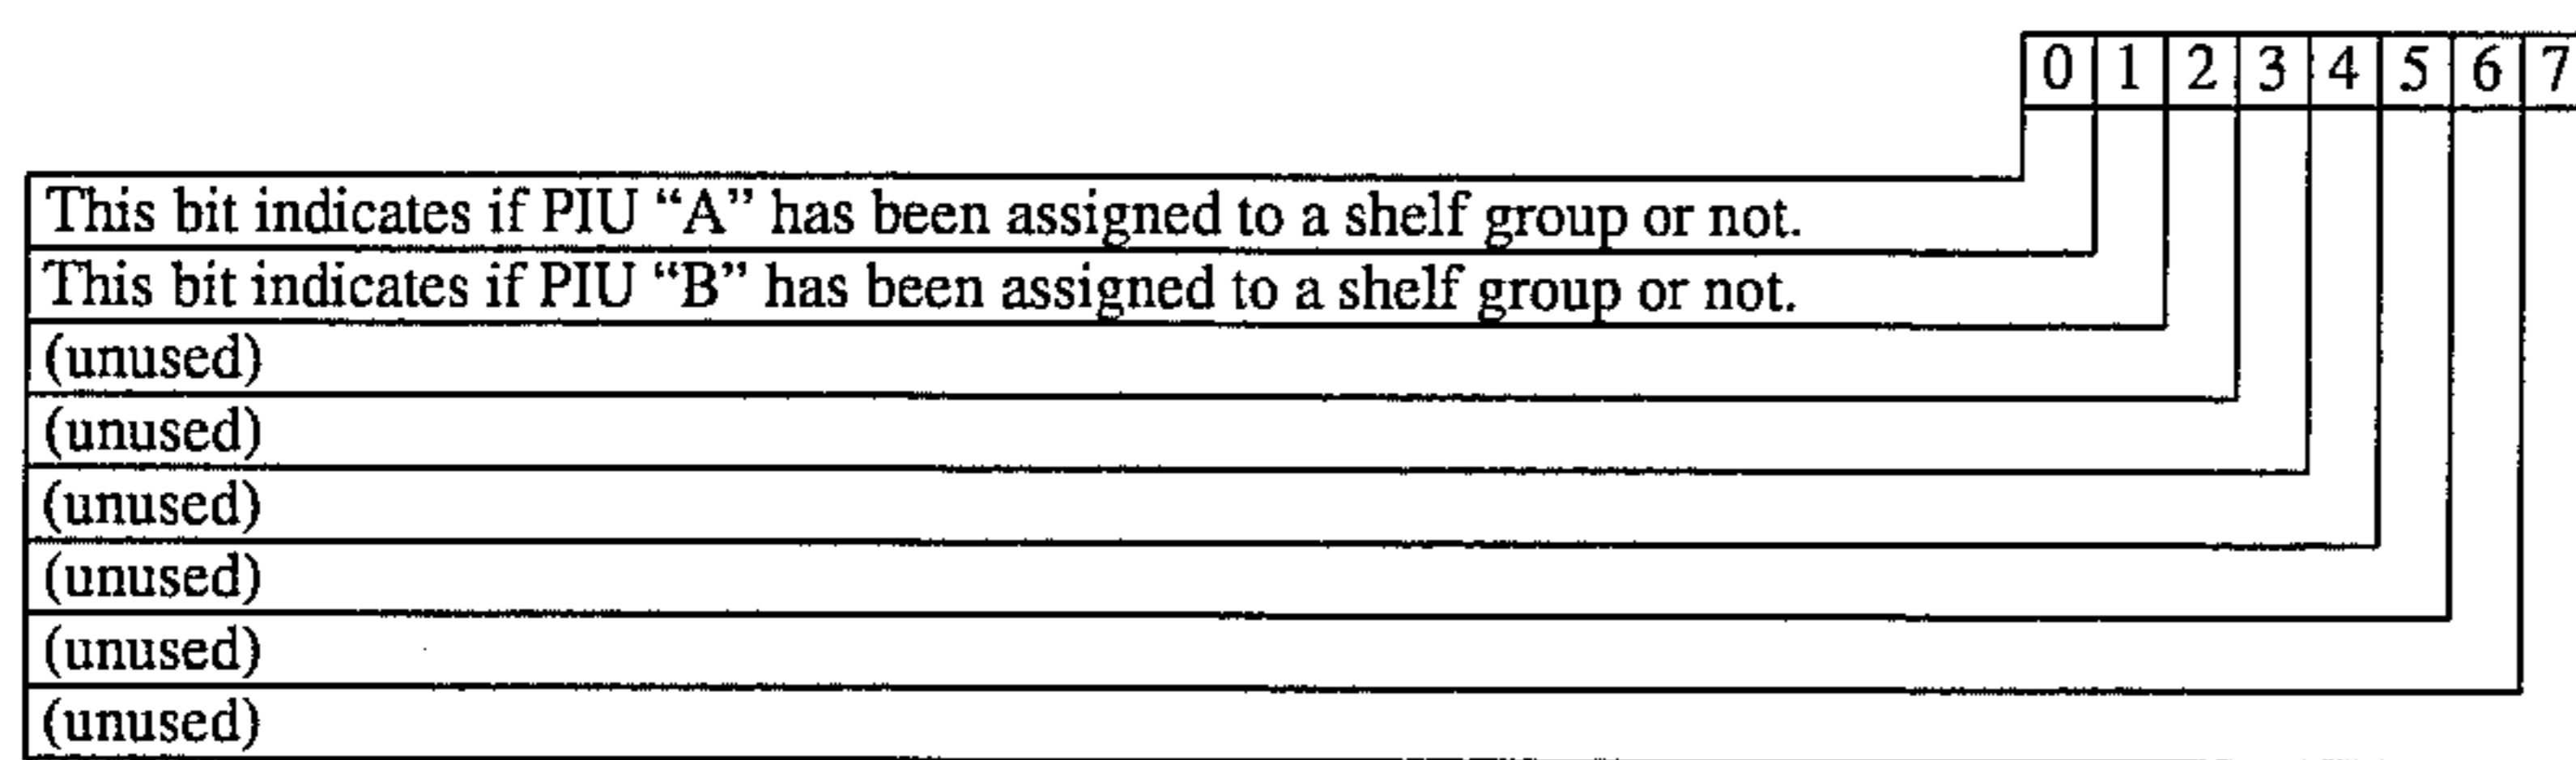 0 1 2 3 4 5 6 7
This bit indicates if PIU “A” has been assigned to a shelf group or not.
This bit indicates if PIU “B” has been assigned to a shelf group or not.
(unused)
(unused)
(unused)
(unused)
(unused)
(unused)